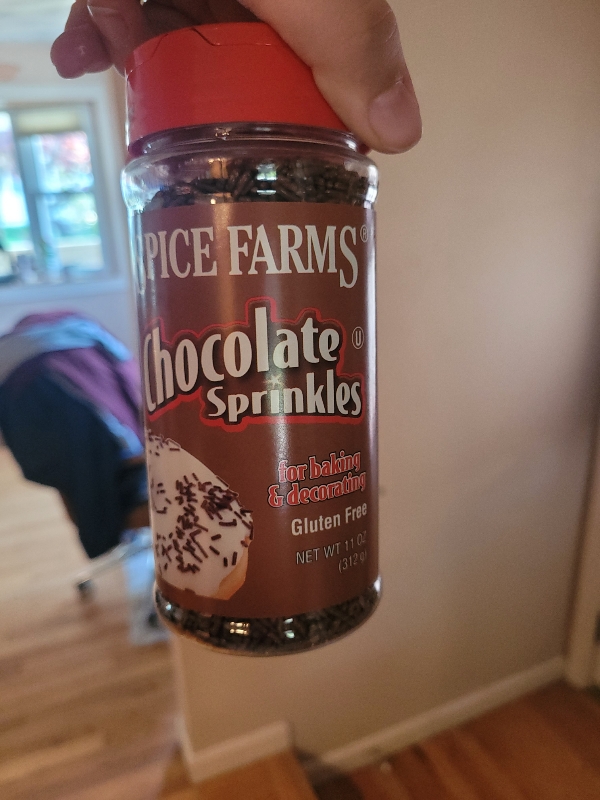 SPICE FARMS®
Chocolate Ⓤ
Sprinkles
for baking
& decorating
Gluten Free
NET WT 11 OZ
(312 g)